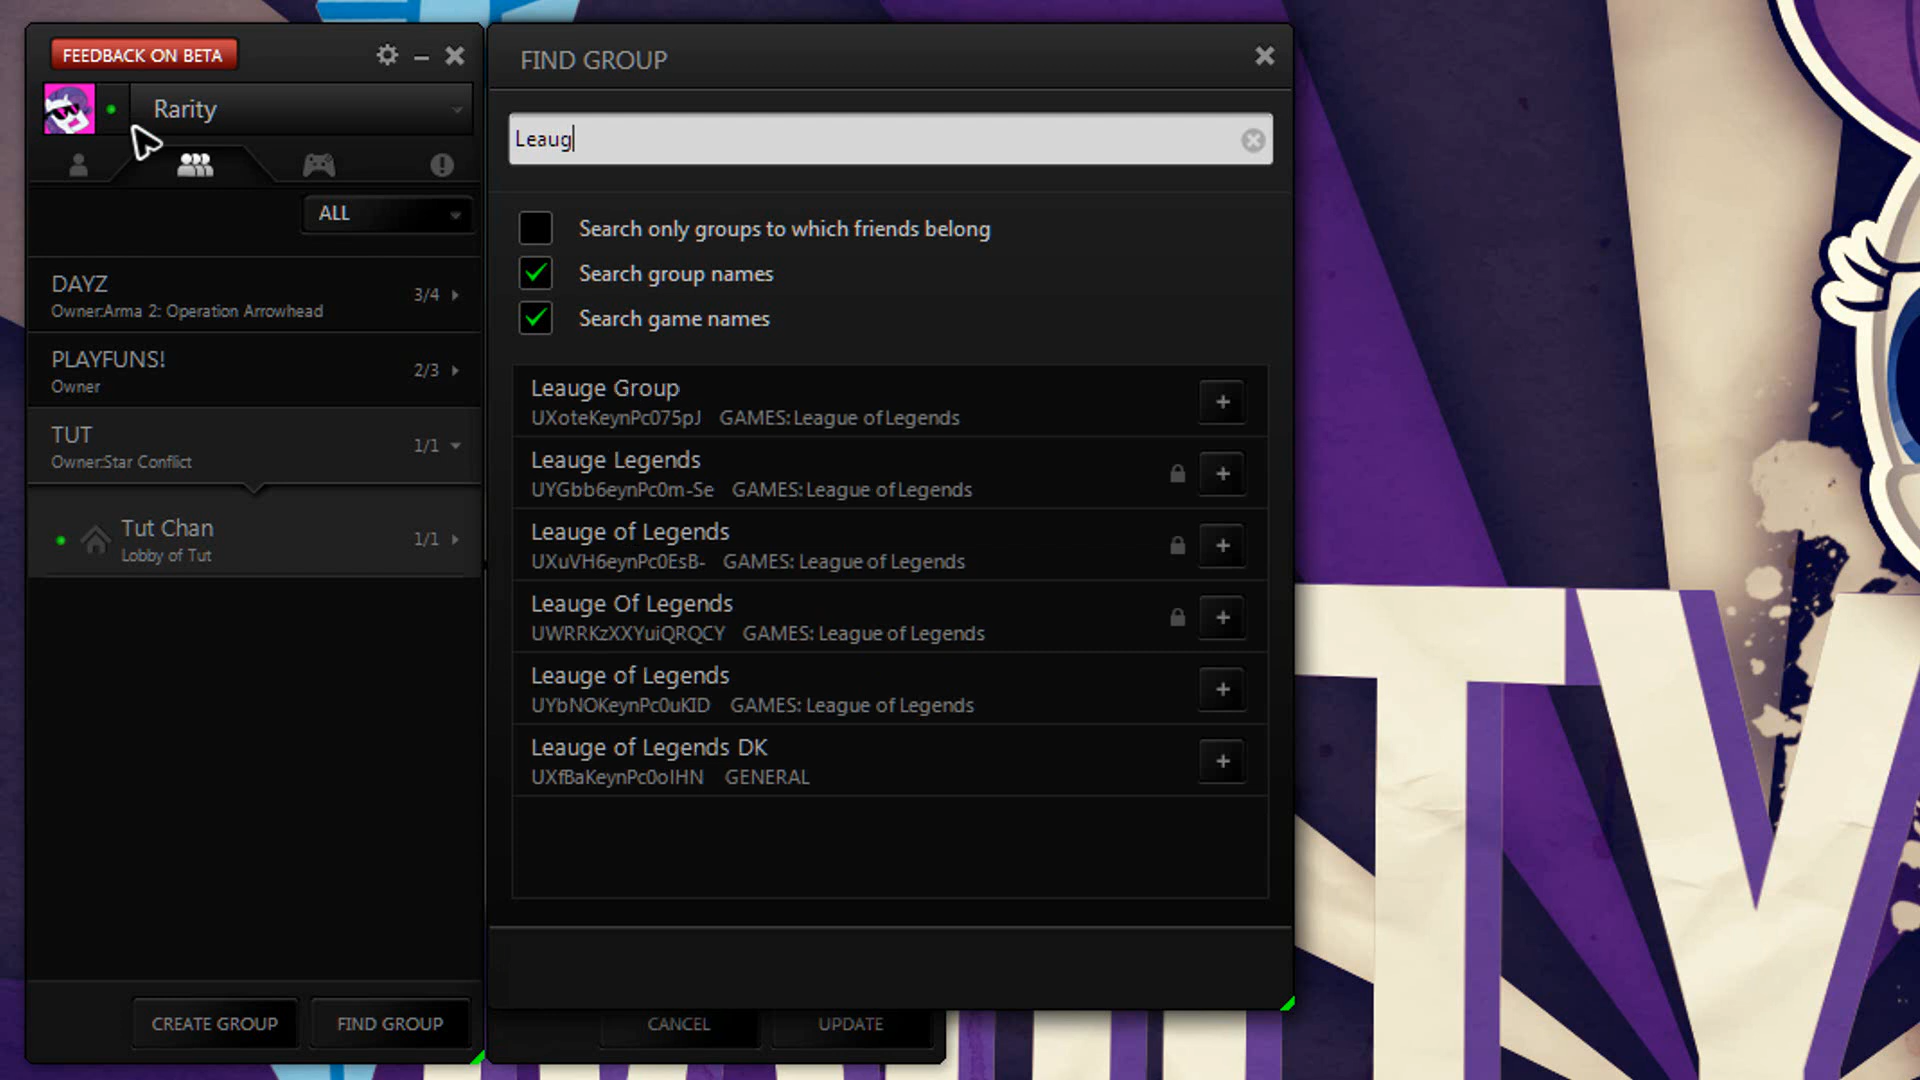 FEEDBACK ON BETA
Rarity
ALL
DAYZ
Owner:Arma 2: Operation Arrowhead
3/4
PLAYFUNS!
Owner
2/3
TUT
Owner:Star Conflict
1/1
Tut Chan
Lobby of Tut
1/1
CREATE GROUP
FIND GROUP
FIND GROUP
Leaug
Search only groups to which friends belong
Search group names
Search game names
Leauge Group
UXoteKeynPc075pJ GAMES: League of Legends
Leauge Legends
UYGbb6eynPc0m-Se GAMES: League of Legends
Leauge of Legends
UXuVH6eynPc0EsB- GAMES: League of Legends
Leauge Of Legends
UWRRKzXXYuiQRQCY GAMES: League of Legends
Leauge of Legends
UYbNOKeynPc0uKID GAMES: League of Legends
Leauge of Legends DK
UXfBaKeynPc0oIHN GENERAL
CANCEL
UPDATE